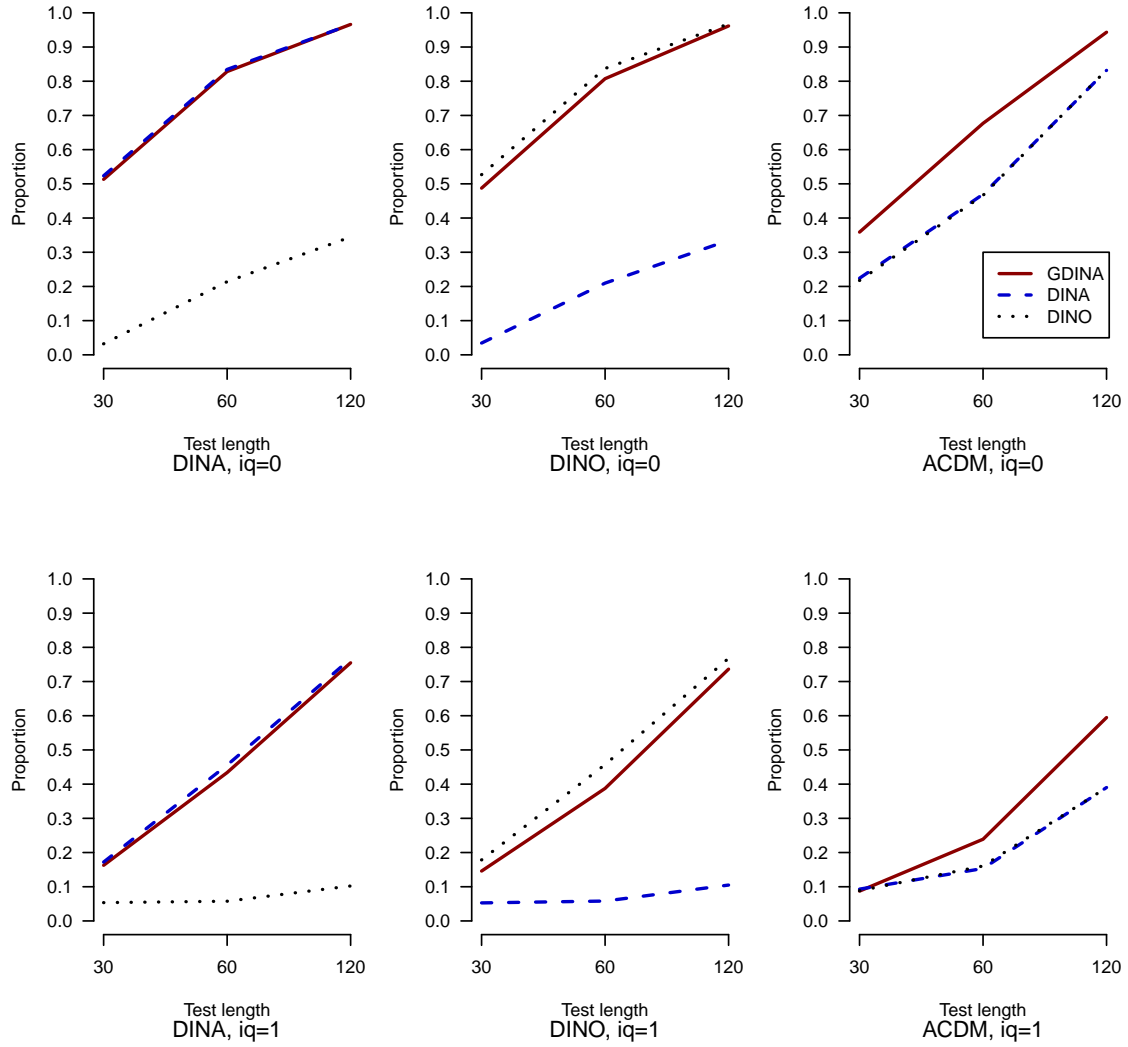 1.0
0.9
0.8
0.7
0.6
0.5
0.4
0.3
0.2
0.1
0.0
Proportion
30 60 120
Test length
DINA, iq=0
1.0
0.9
0.8
0.7
0.6
0.5
0.4
0.3
0.2
0.1
0.0
Proportion
30 60 120
Test length
DINO, iq=0
1.0
0.9
0.8
0.7
0.6
0.5
0.4
0.3
0.2
0.1
0.0
Proportion
GDINA
DINA
DINO
30 60 120
Test length
ACDM, iq=0
1.0
0.9
0.8
0.7
0.6
0.5
0.4
0.3
0.2
0.1
0.0
Proportion
30 60 120
Test length
DINA, iq=1
1.0
0.9
0.8
0.7
0.6
0.5
0.4
0.3
0.2
0.1
0.0
Proportion
30 60 120
Test length
DINO, iq=1
1.0
0.9
0.8
0.7
0.6
0.5
0.4
0.3
0.2
0.1
0.0
Proportion
30 60 120
Test length
ACDM, iq=1